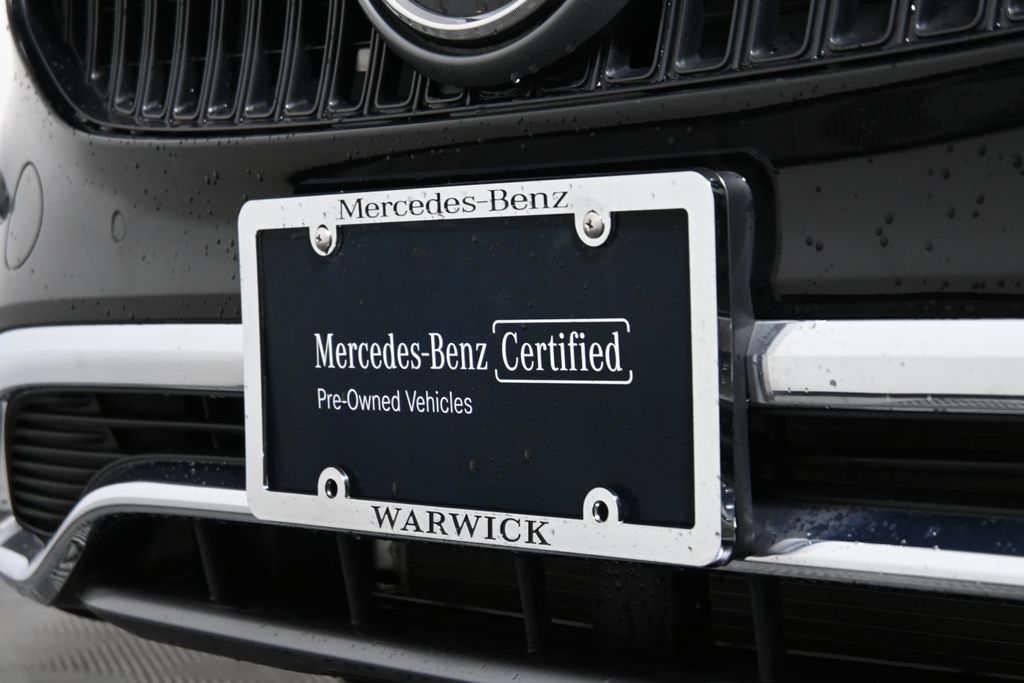 Mercedes-Benz
Mercedes-Benz Certified
Pre-Owned Vehicles
WARWICK